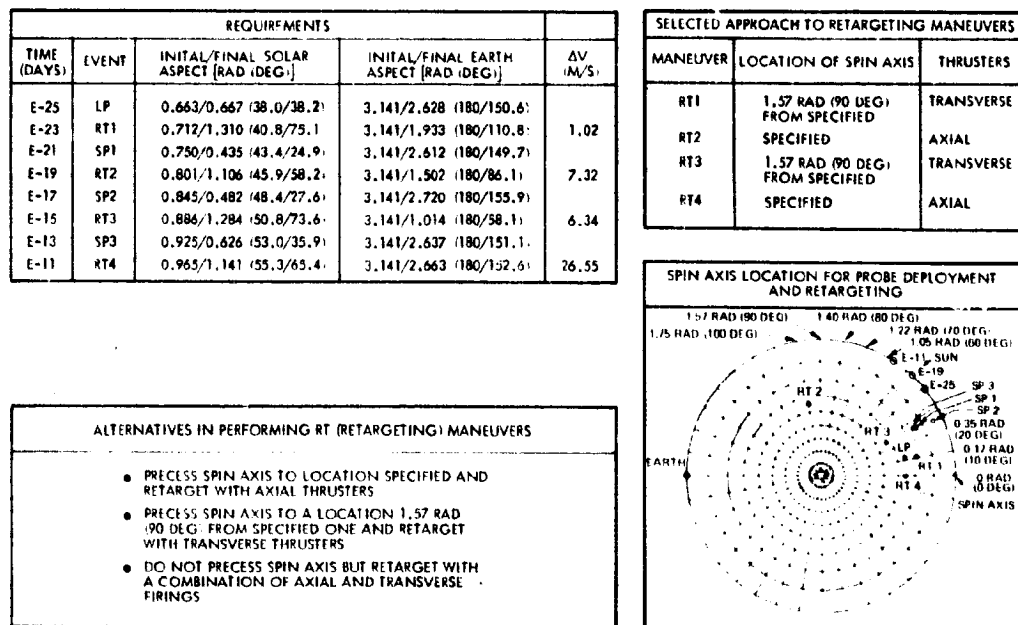 REQUIREMENTS
TIME (DAYS) EVENT INITAL/FINAL SOLAR ASPECT [RAD (DEG)] INITAL/FINAL EARTH ASPECT [RAD (DEG)] ΔV (M/S)
E-25 LP 0.663/0.667 (38.0/38.2) 3.141/2.628 (180/150.6)
E-23 RT1 0.712/1.310 (40.8/75.1 3.141/1.933 (180/110.8) 1.02
E-21 SP1 0.750/0.435 (43.4/24.9) 3.141/2.612 (180/149.7)
E-19 RT2 0.801/1.106 (45.9/58.2) 3.141/1.502 (180/86.1) 7.32
E-17 SP2 0.845/0.482 (48.4/27.6) 3.141/2.720 (180/155.9)
E-15 RT3 0.886/1.284 (50.8/73.6) 3.141/1.014 (180/58.1) 6.34
E-13 SP3 0.925/0.626 (53.0/35.9) 3.141/2.637 (180/151.1)
E-11 RT4 0.965/1.141 (55.3/65.4) 3.141/2.663 (180/152.6) 26.55
SELECTED APPROACH TO RETARGETING MANEUVERS
MANEUVER LOCATION OF SPIN AXIS THRUSTERS
RT1 1.57 RAD (90 DEG) TRANSVERSE
FROM SPECIFIED
RT2 SPECIFIED AXIAL
RT3 1.57 RAD (90 DEG) TRANSVERSE
FROM SPECIFIED
RT4 SPECIFIED AXIAL
ALTERNATIVES IN PERFORMING RT (RETARGETING) MANEUVERS
● PRECESS SPIN AXIS TO LOCATION SPECIFIED AND
RETARGET WITH AXIAL THRUSTERS
● PRECESS SPIN AXIS TO A LOCATION 1.57 RAD
(90 DEG) FROM SPECIFIED ONE AND RETARGET
WITH TRANSVERSE THRUSTERS
● DO NOT PRECESS SPIN AXIS BUT RETARGET WITH
A COMBINATION OF AXIAL AND TRANSVERSE
FIRINGS
SPIN AXIS LOCATION FOR PROBE DEPLOYMENT
AND RETARGETING
1.57 RAD (90 DEG) 1.40 RAD (80 DEG)
1.75 RAD (100 DEG) 1.22 RAD (70 DEG)
1.05 RAD (60 DEG)
E-11 SUN
E-19
E-25
SP 3
SP 1
SP 2
RT 2
RT 3
0.35 RAD
(20 DEG)
LP
0.17 RAD
(10 DEG)
EARTH
RT 1
RT 4
0 RAD
(0 DEG)
SPIN AXIS